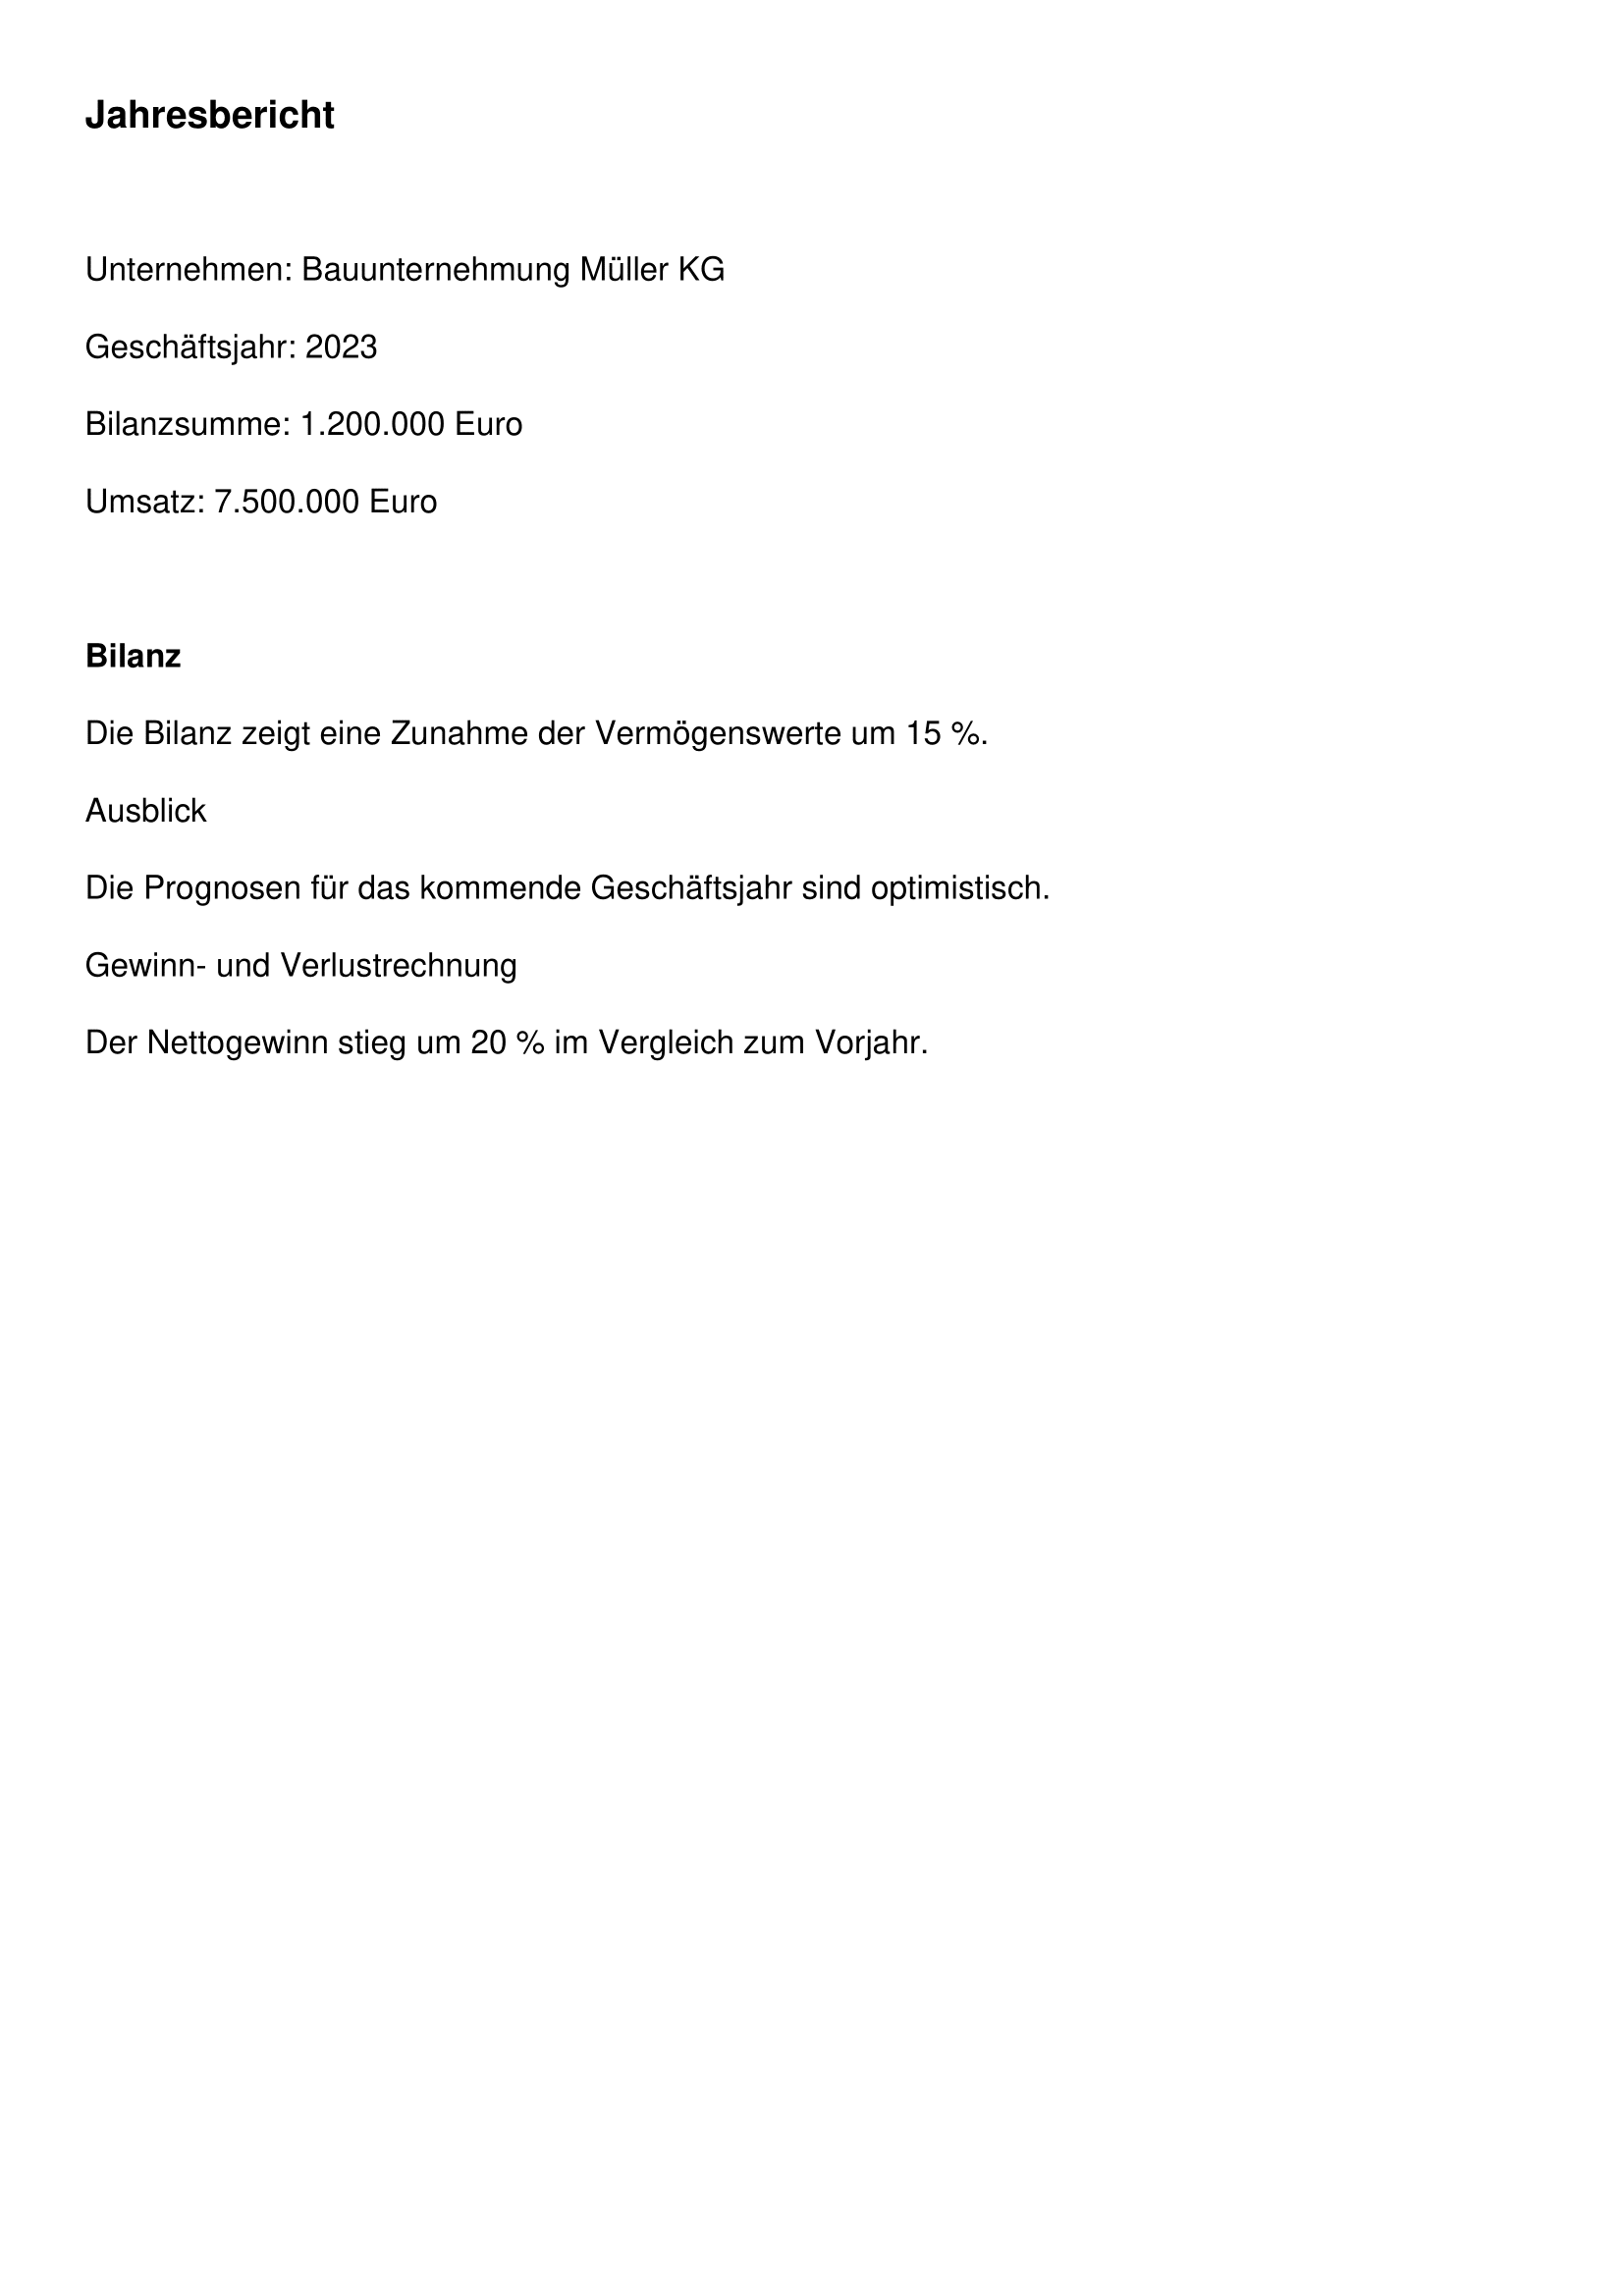 Jahresbericht
Unternehmen: Bauunternehmung Müller KG
Geschäftsjahr: 2023
Bilanzsumme: 1.200.000 Euro
Umsatz: 7.500.000 Euro
Bilanz
Die Bilanz zeigt eine Zunahme der Vermögenswerte um 15 %.
Ausblick
Die Prognosen für das kommende Geschäftsjahr sind optimistisch.
Gewinn- und Verlustrechnung
Der Nettogewinn stieg um 20 % im Vergleich zum Vorjahr.